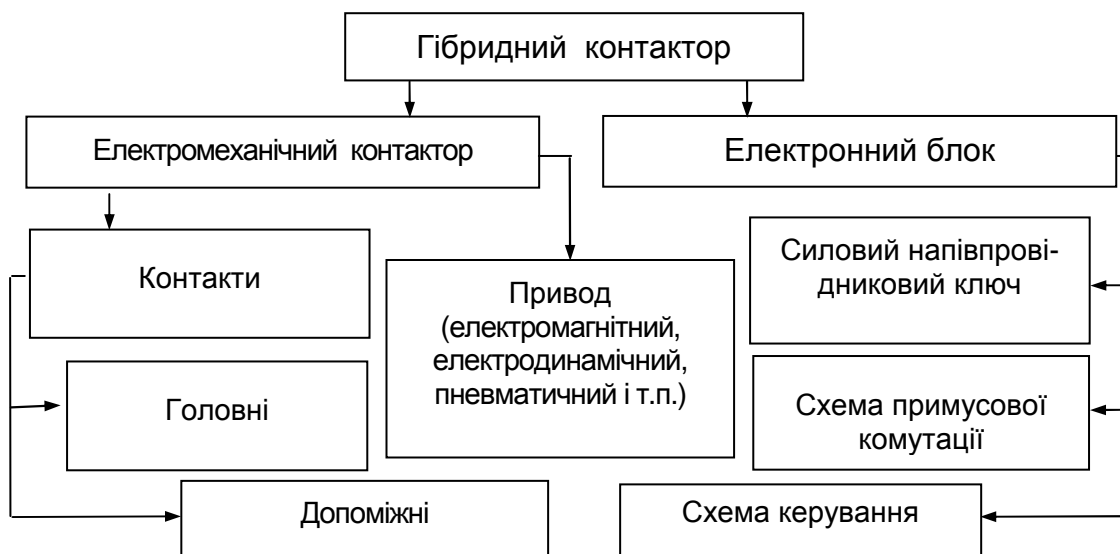 Гібридний контактор
Електромеханічний контактор
Електронний блок
Контакти
Привод
(електромагнітний,
електродинамічний,
пневматичний і т.п.)
Силовий напівпрові-
дниковий ключ
Головні
Схема примусової
комутації
Допоміжні
Схема керування